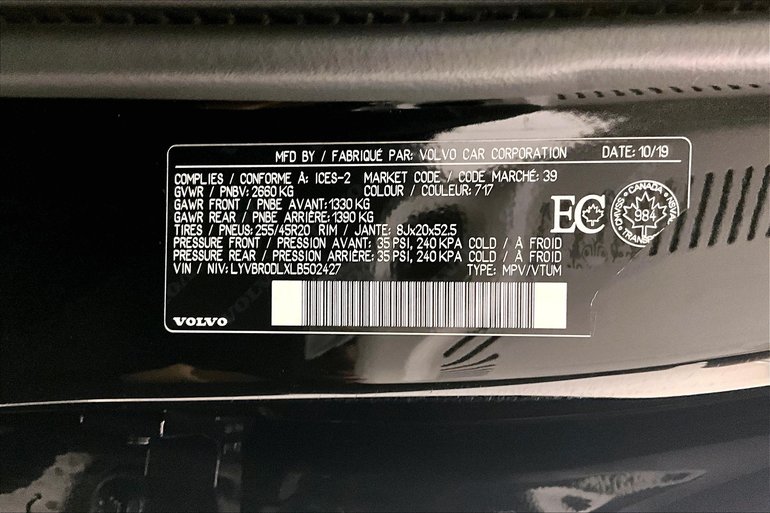 MFD BY / FABRIQUÉ PAR: VOLVO CAR CORPORATION DATE: 10/19
COMPLIES / CONFORME À: ICES-2 MARKET CODE / CODE MARCHÉ: 39
GVWR / PNBV: 2660 KG COLOUR / COULEUR: 717
GAWR FRONT / PNBE AVANT: 1330 KG
GAWR REAR / PNBE ARRIÈRE: 1390 KG
TIRES / PNEUS: 255/45R20 RIM / JANTE: 8Jx20x52.5
PRESSURE FRONT / PRESSION AVANT: 35 PSI, 240 KPA COLD / À FROID
PRESSURE REAR / PRESSION ARRIÈRE: 35 PSI, 240 KPA COLD / À FROID
VIN / NIV: LYVBR0DLXLB502427 TYPE: MPV/VTUM
EC
CANADA
CMVSS
NSVAC
984
TRANSPORT
VOLVO